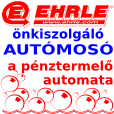 EHRLE
www.ehrle.com
önkiszolgáló
AUTÓMOSÓ
a pénztermelő
automata